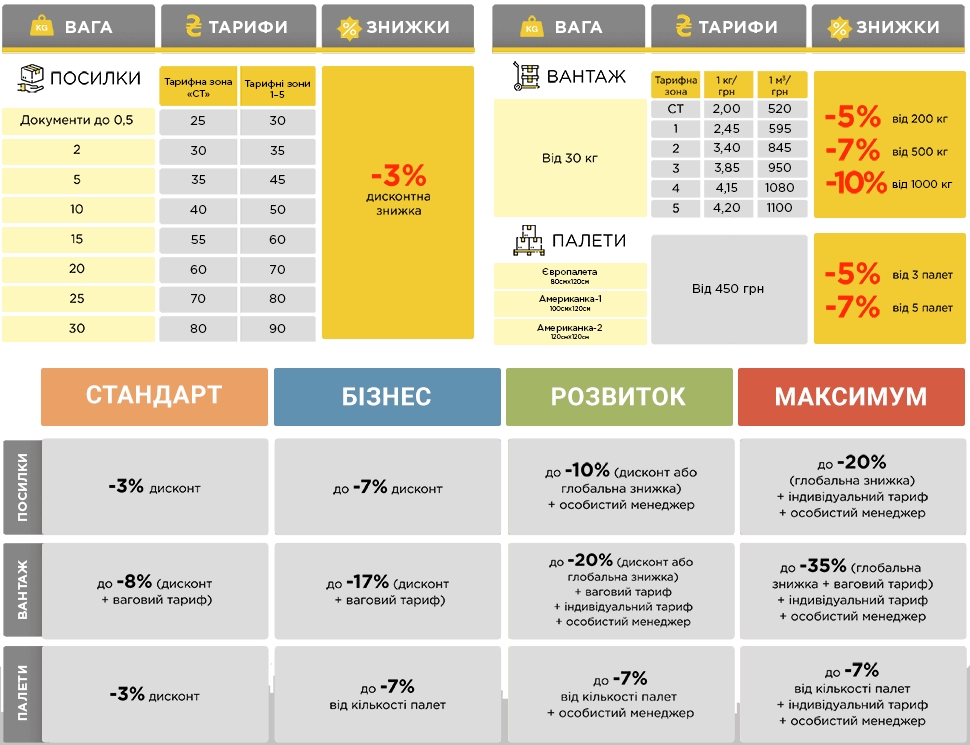 KG ВАГА
₴ ТАРИФИ
% ЗНИЖКИ
ПОСИЛКИ
Тарифна зона
«СТ»
Тарифні зони
1–5
Документи до 0,5 25 30
2 30 35
5 35 45
10 40 50
15 55 60
20 60 70
25 70 80
30 80 90
-3%
дисконтна
знижка
KG ВАГА
₴ ТАРИФИ
% ЗНИЖКИ
ВАНТАЖ
Тарифна
зона
1 кг/
грн
1 м³/
грн
Від 30 кг
СТ 2,00 520
1 2,45 595
2 3,40 845
3 3,85 950
4 4,15 1080
5 4,20 1100
-5% від 200 кг
-7% від 500 кг
-10% від 1000 кг
ПАЛЕТИ
Європалета
80смх120см
Американка-1
100смх120см
Американка-2
120смх120см
Від 450 грн
-5% від 3 палет
-7% від 5 палет
СТАНДАРТ
БІЗНЕС
РОЗВИТОК
МАКСИМУМ
ПОСИЛКИ
-3% дисконт
до -7% дисконт
до -10% (дисконт або
глобальна знижка)
+ особистий менеджер
до -20%
(глобальна знижка)
+ індивідуальний тариф
+ особистий менеджер
ВАНТАЖ
до -8% (дисконт
+ ваговий тариф)
до -17% (дисконт
+ ваговий тариф)
до -20% (дисконт або
глобальна знижка)
+ ваговий тариф
+ індивідуальний тариф
+ особистий менеджер
до -35% (глобальна
знижка + ваговий тариф)
+ індивідуальний тариф
+ особистий менеджер
ПАЛЕТИ
-3% дисконт
до -7%
від кількості палет
до -7%
від кількості палет
+ особистий менеджер
до -7%
від кількості палет
+ індивідуальний тариф
+ особистий менеджер